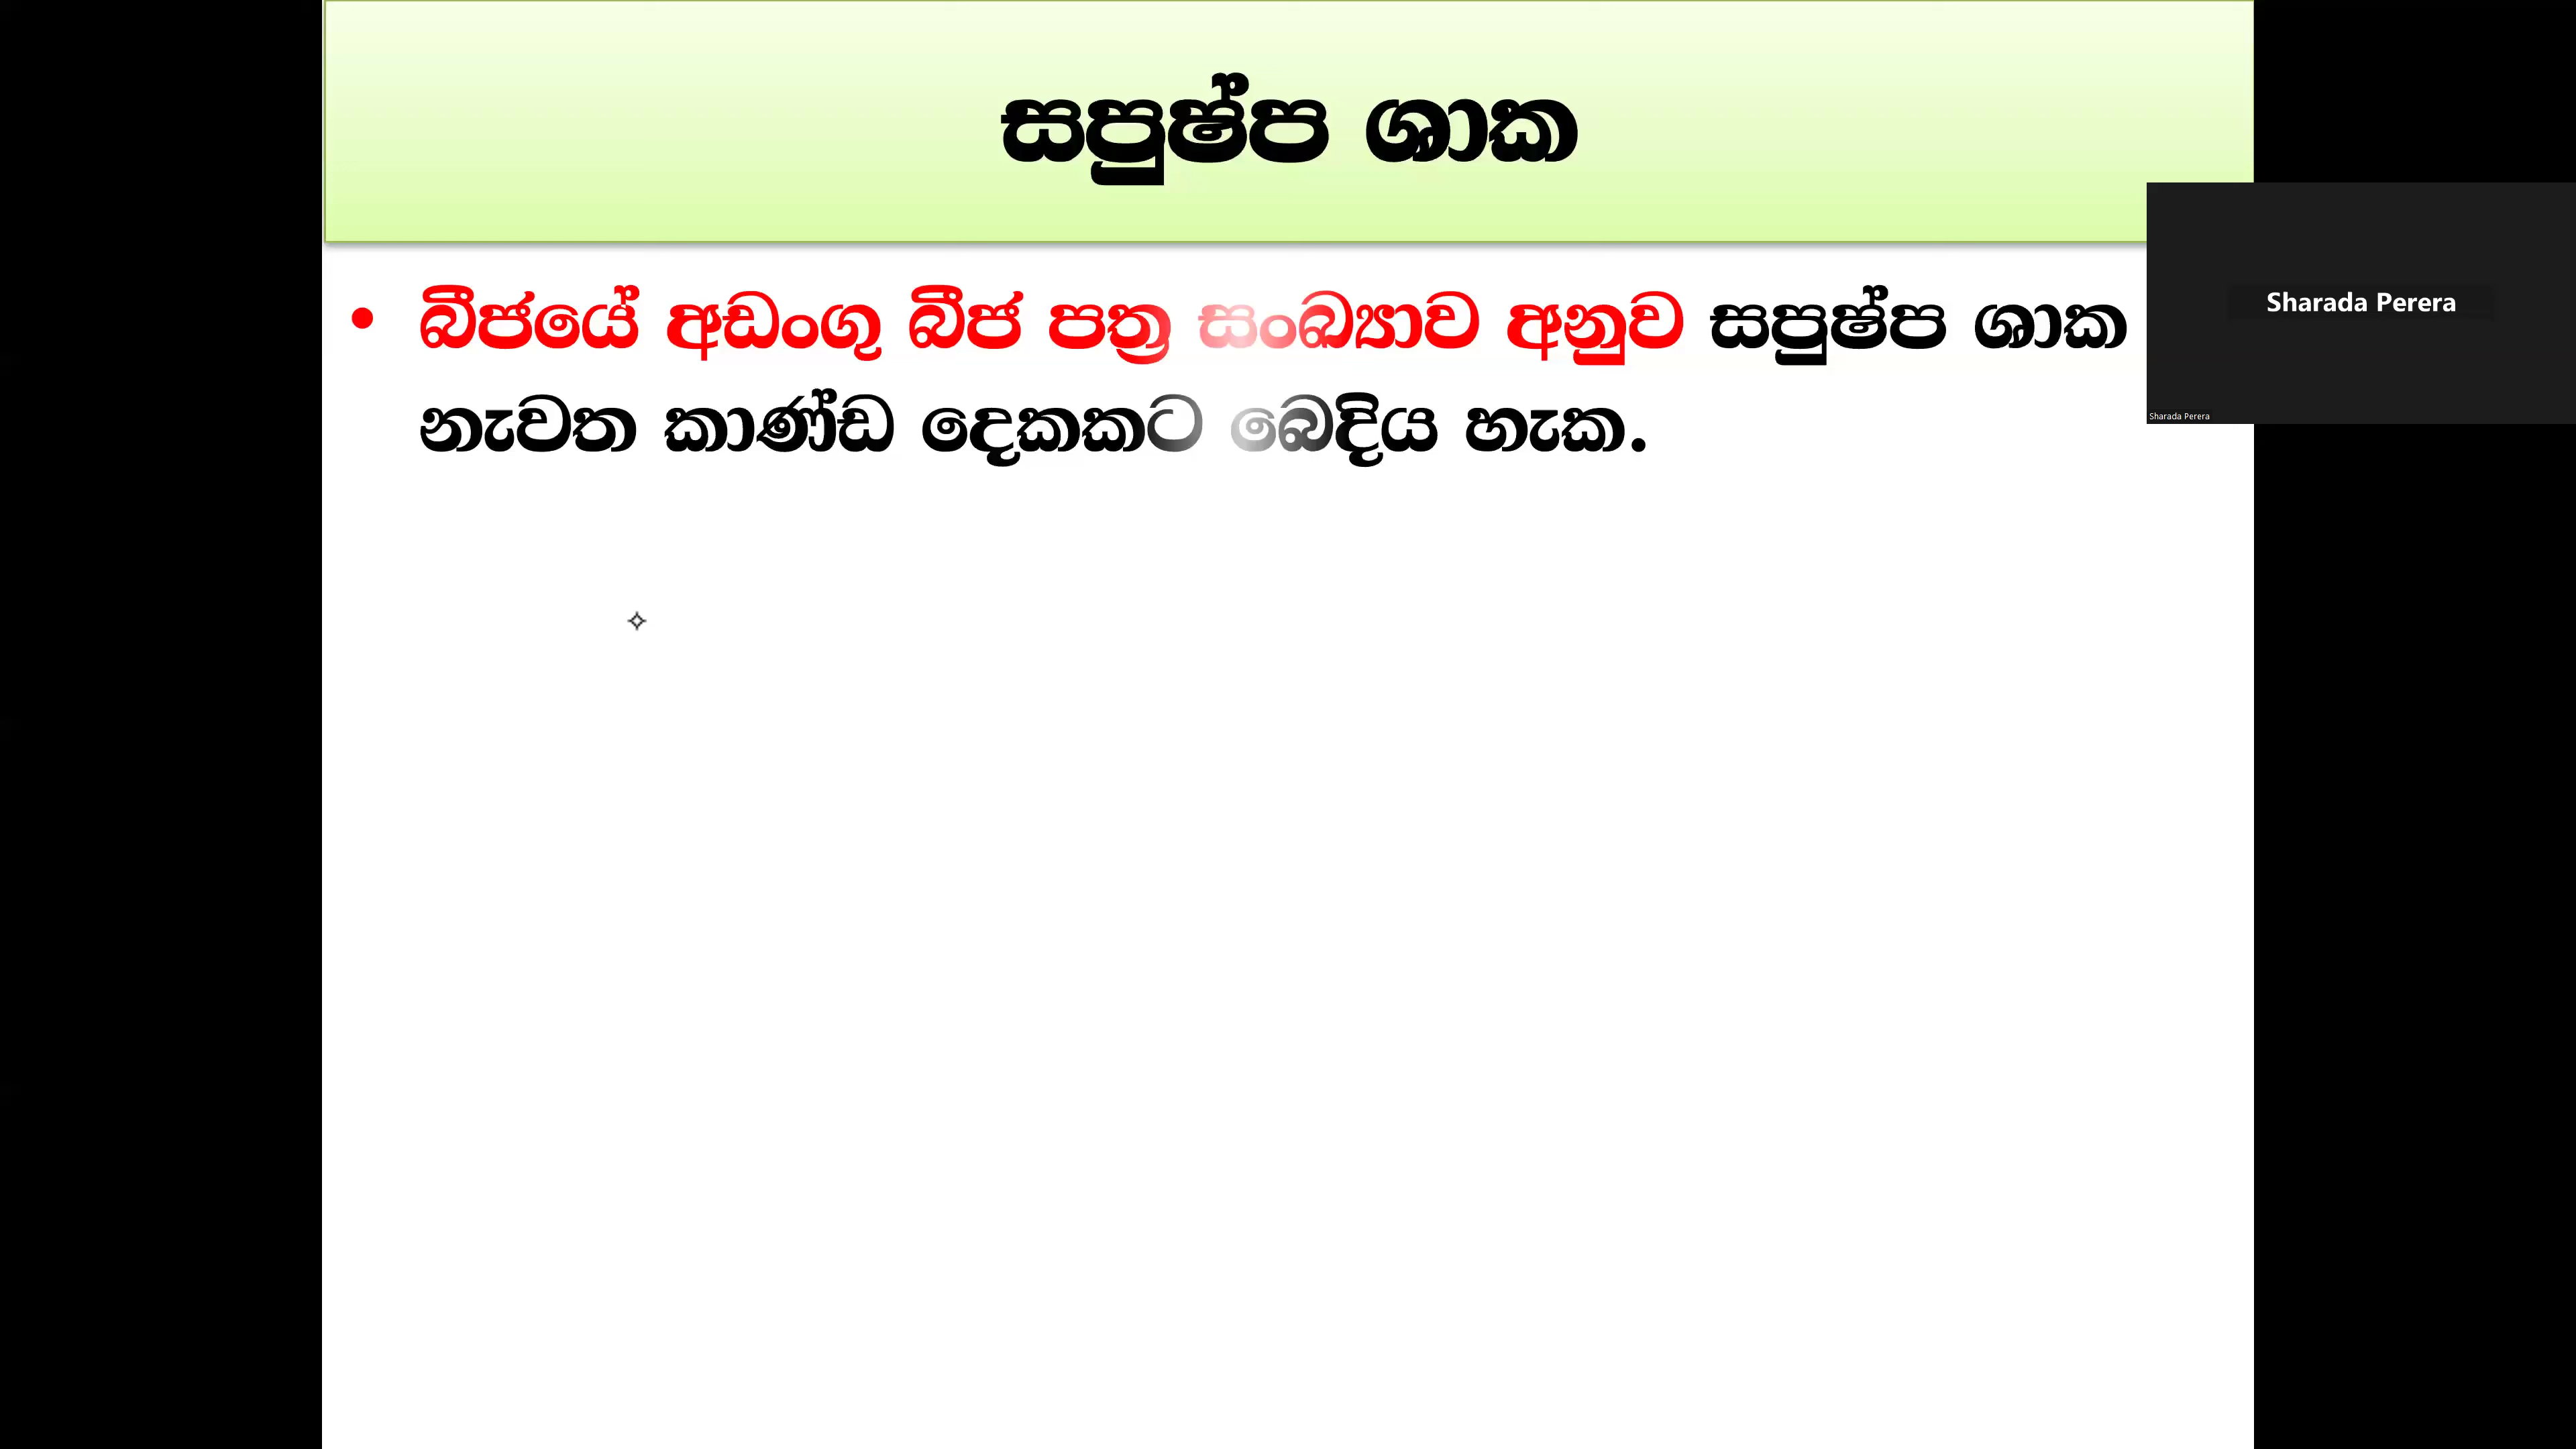 සපුෂ්ප ශාක
• බීජයේ අඩංගු බීජ පත්‍ර සංඛ්‍යාව අනුව සපුෂ්ප ශාක
නැවත කාණ්ඩ දෙකකට බෙදිය හැක.
Sharada Perera
Sharada Perera